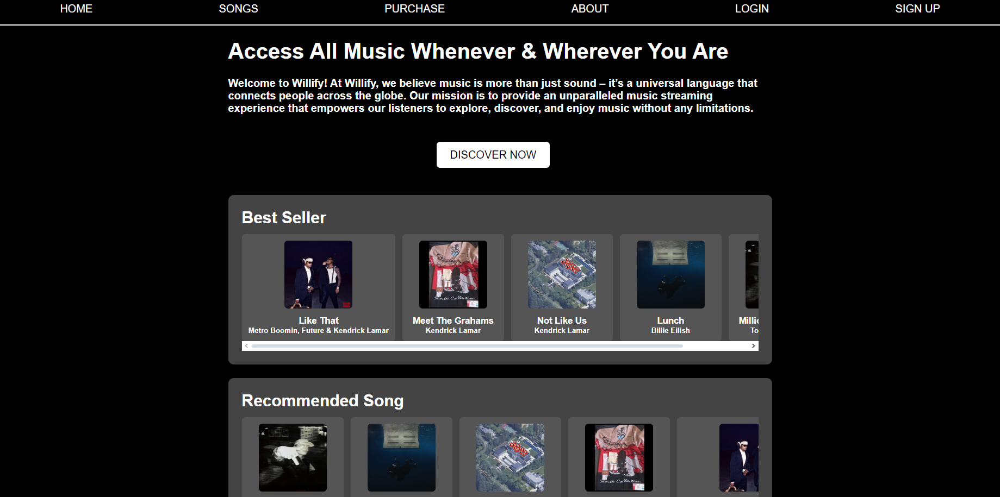 HOME SONGS PURCHASE ABOUT LOGIN SIGN UP
Access All Music Whenever & Wherever You Are
Welcome to Willify! At Willify, we believe music is more than just sound – it’s a universal language that
connects people across the globe. Our mission is to provide an unparalleled music streaming
experience that empowers our listeners to explore, discover, and enjoy music without any limitations.
DISCOVER NOW
Best Seller
Like That
Metro Boomin, Future & Kendrick Lamar
Meet The Grahams
Kendrick Lamar
Not Like Us
Kendrick Lamar
Lunch
Billie Eilish
Recommended Song